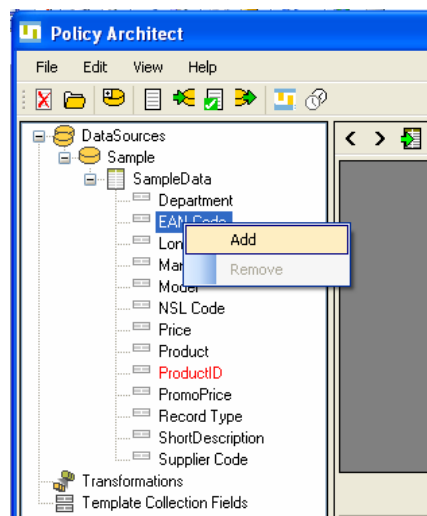 Policy Architect
File Edit View Help
DataSources
Sample
SampleData
Department
EAN Code
Add
Remove
Model
NSL Code
Price
Product
ProductID
PromoPrice
Record Type
ShortDescription
Supplier Code
Transformations
Template Collection Fields